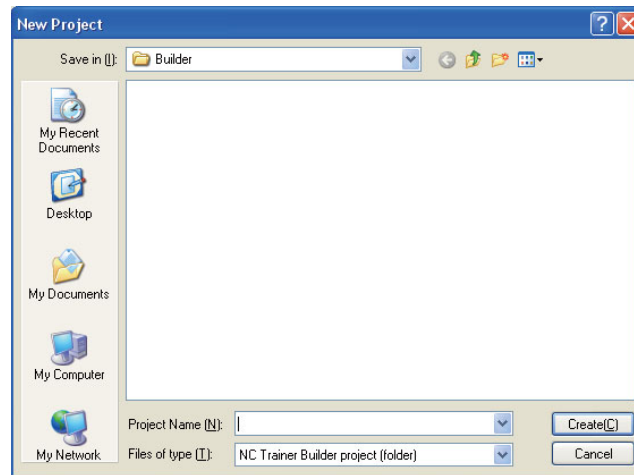 New Project
Save in (I):
Builder
My Recent
Documents
Desktop
My Documents
My Computer
My Network
Project Name (N):
Create(C)
Files of type (T):
NC Trainer Builder project (folder)
Cancel